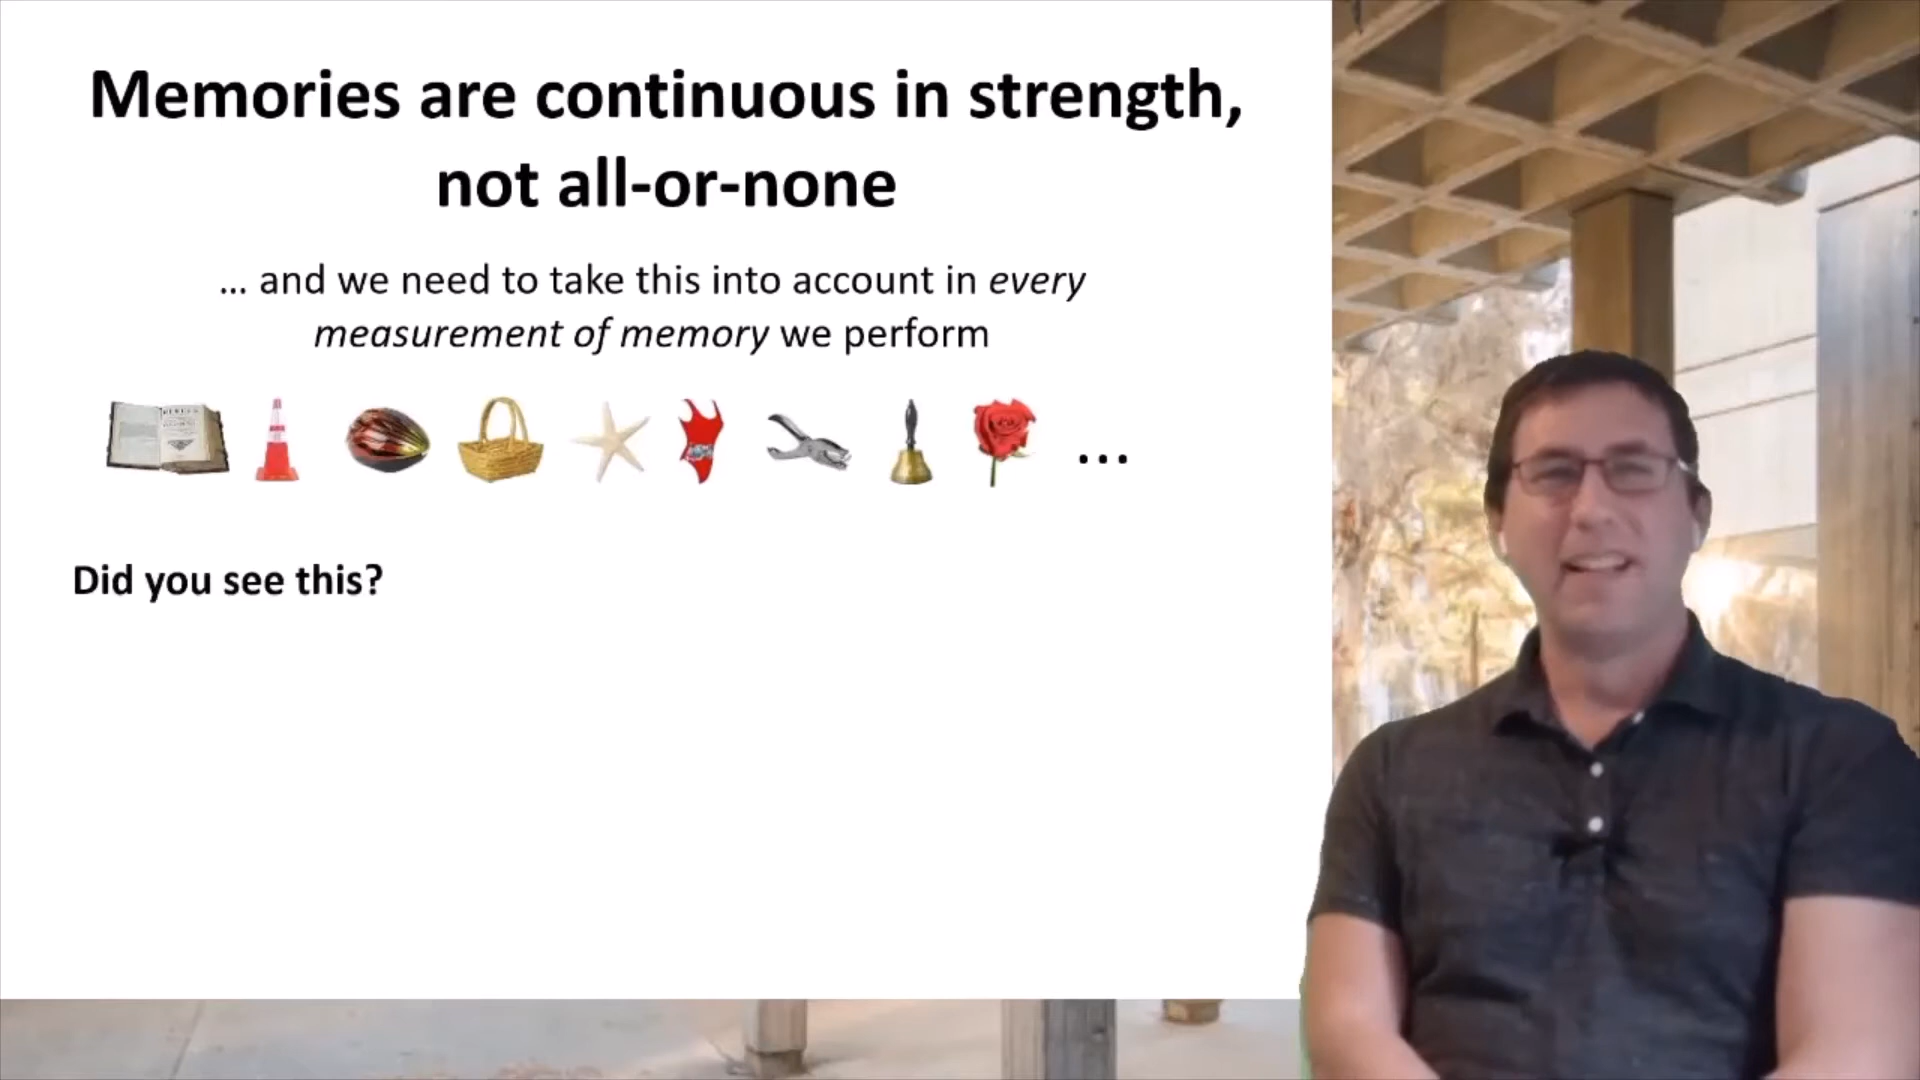 Memories are continuous in strength,
not all-or-none
... and we need to take this into account in every
measurement of memory we perform
...
Did you see this?